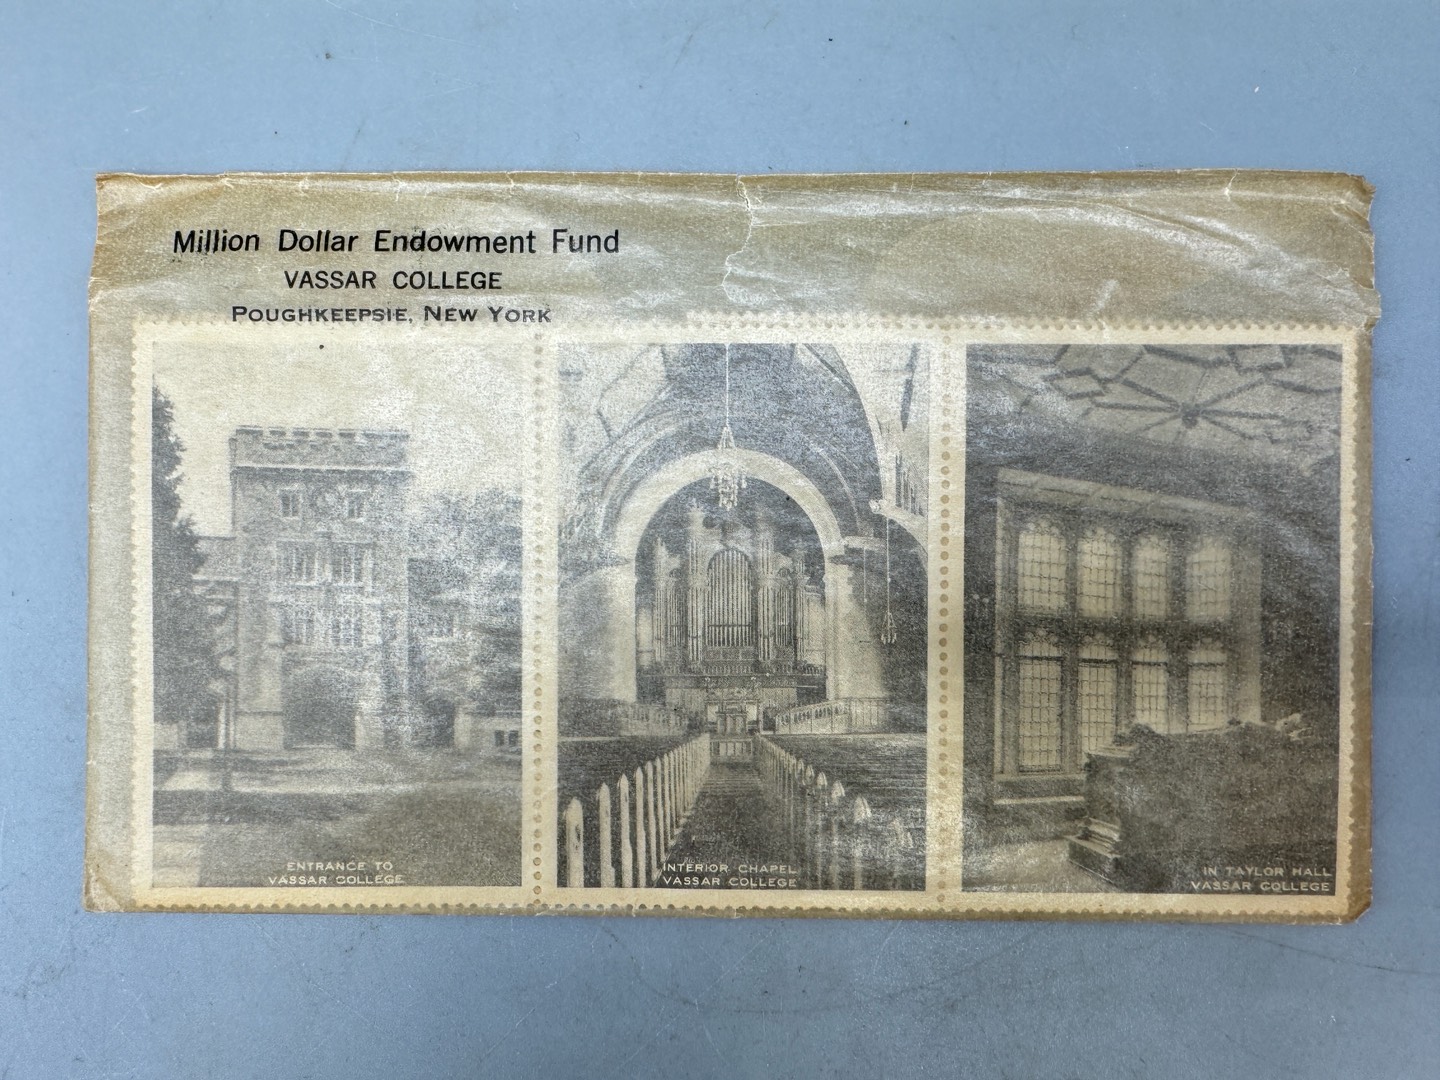 Million Dollar Endowment Fund
VASSAR COLLEGE
POUGHKEEPSIE, NEW YORK
ENTRANCE TO
VASSAR COLLEGE
INTERIOR CHAPEL
VASSAR COLLEGE
IN TAYLOR HALL
VASSAR COLLEGE